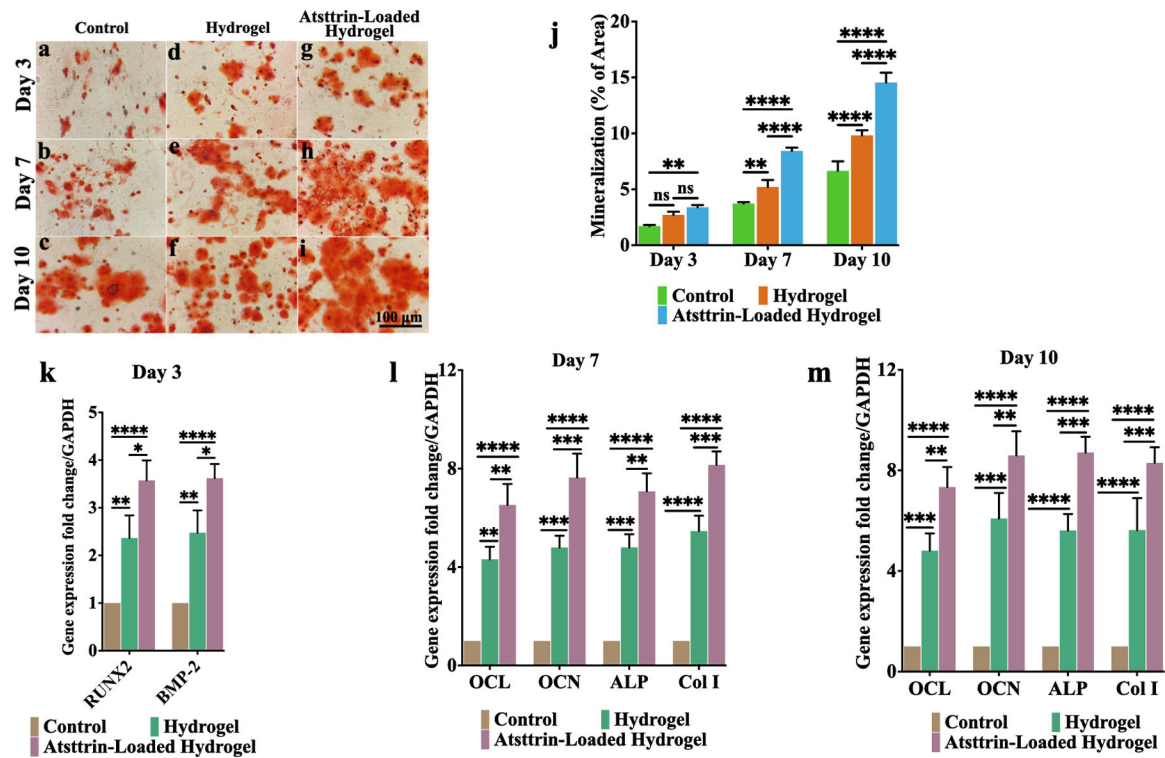 Control
Hydrogel
Atsttrin-Loaded
Hydrogel
Day 3
Day 7
Day 10
a
d
g
b
e
h
c
f
i
100 µm
j
Mineralization (% of Area)
20
15
10
5
0
**
ns
ns
****
****
**
****
****
****
Day 3
Day 7
Day 10
Control
Hydrogel
Atsttrin-Loaded Hydrogel
k
Day 3
Gene expression fold change/GAPDH
5
4
3
2
1
0
****
*
**
****
*
**
RUNX2
BMP-2
Control
Hydrogel
Atsttrin-Loaded Hydrogel
l
Day 7
Gene expression fold change/GAPDH
12
8
4
0
****
**
**
****
***
***
****
**
***
****
***
****
OCL
OCN
ALP
Col I
Control
Hydrogel
Atsttrin-Loaded Hydrogel
m
Day 10
Gene expression fold change/GAPDH
12
8
4
0
****
**
***
****
**
***
****
***
****
****
***
****
OCL
OCN
ALP
Col I
Control
Hydrogel
Atsttrin-Loaded Hydrogel